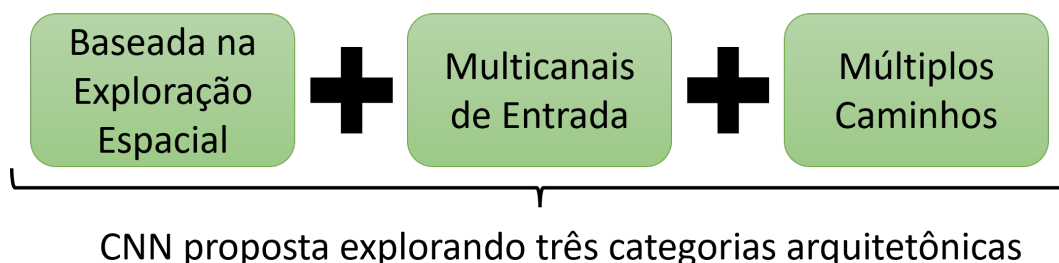 Baseada na
Exploração
Espacial
Multicanais
de Entrada
Múltiplos
Caminhos
CNN proposta explorando três categorias arquitetônicas